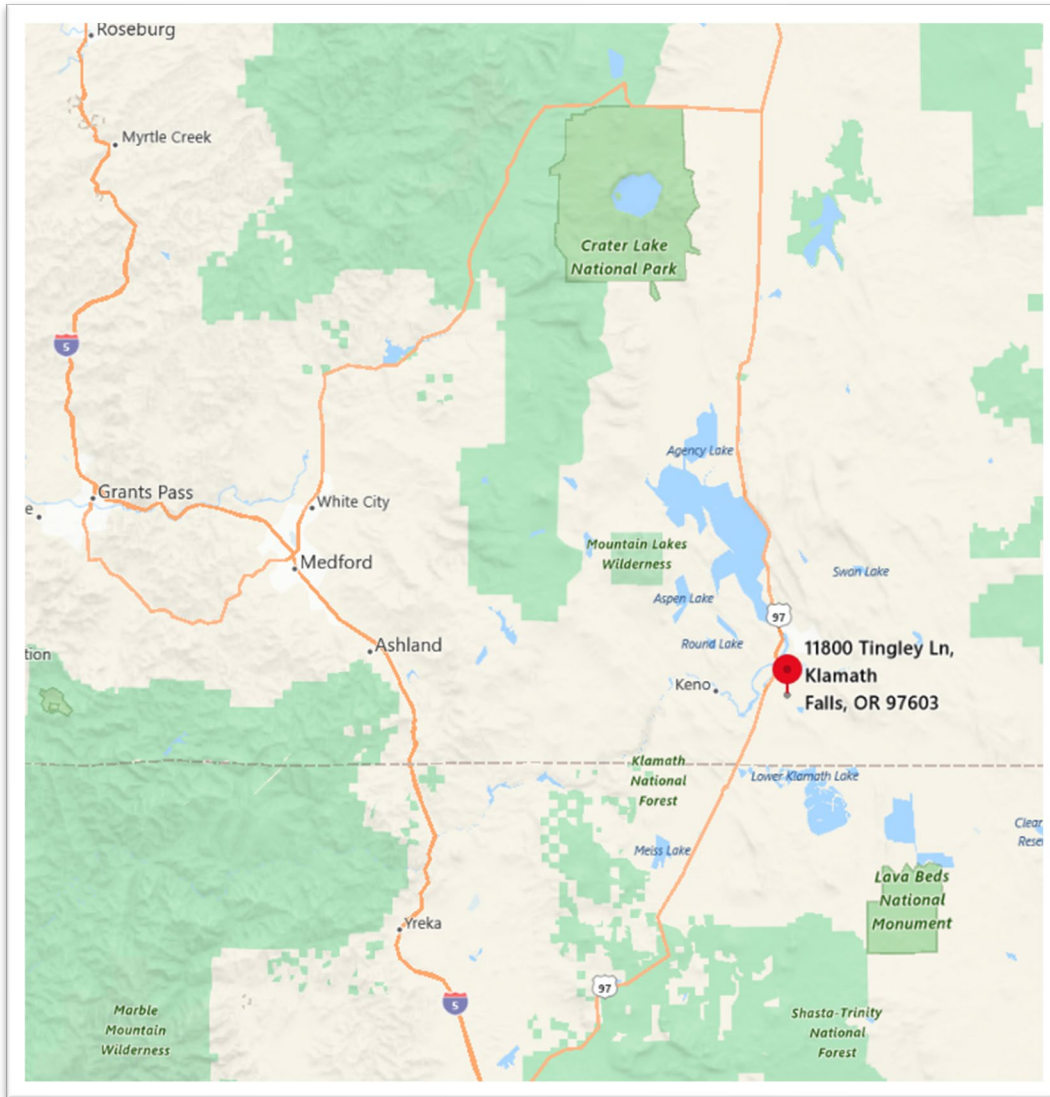 Roseburg
Myrtle Creek
Crater Lake
National Park
5
Agency Lake
Grants Pass
White City
e
Mountain Lakes
Wilderness
Medford
Swan Lake
Aspen Lake
97
Ashland
Round Lake
11800 Tingley Ln,
Klamath
Falls, OR 97603
tion
Keno
Klamath
National
Forest
Lower Klamath Lake
Clear
Rese
Meiss Lake
Lava Beds
National
Monument
Yreka
97
5
Marble
Mountain
Wilderness
Shasta-Trinity
National
Forest